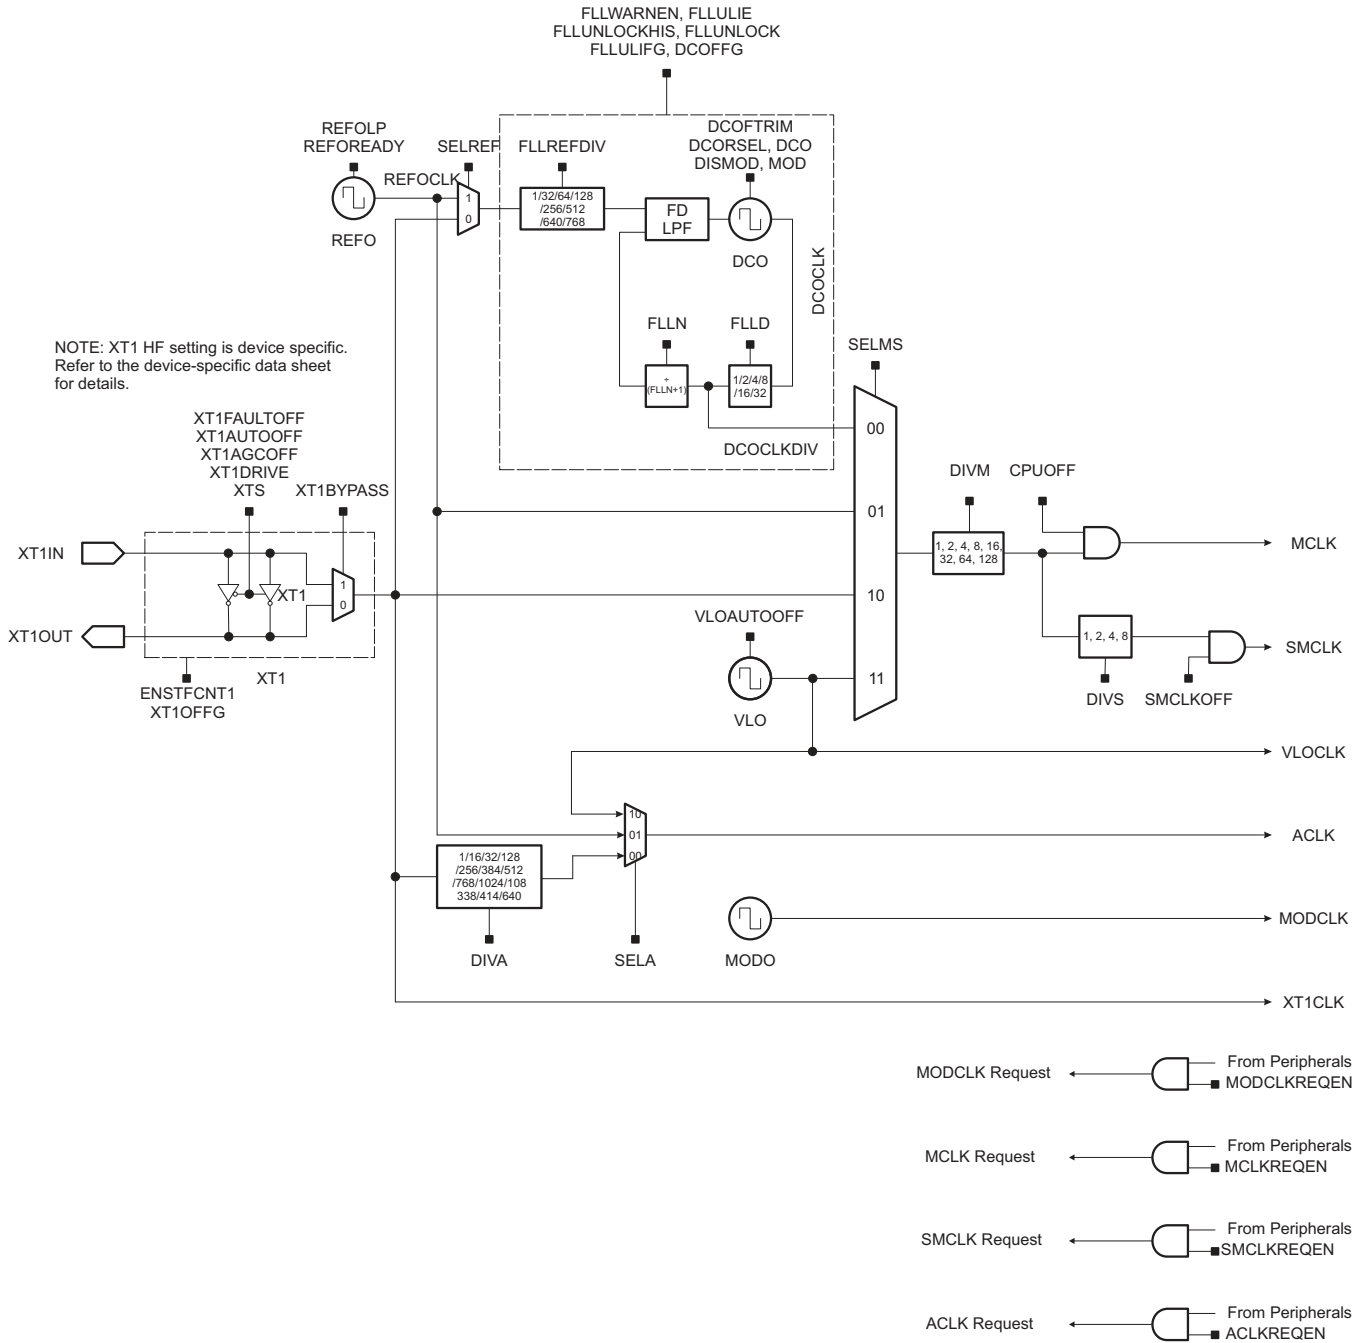 FLLWARNEN, FLLULIE
FLLUNLOCKHIS, FLLUNLOCK
FLLULIFG, DCOFFG
REFOLP
REFOREADY
SELREF
FLLREFDIV
DCOFTRIM
DCORSEL, DCO
DISMOD, MOD
REFOCLK
1
0
1/32/64/128
/256/512
/640/768
FD
LPF
REFO
DCO
DCOCLK
FLLN
FLLD
SELMS
÷
(FLLN+1)
1/2/4/8
/16/32
00
DCOCLKDIV
NOTE: XT1 HF setting is device specific.
Refer to the device-specific data sheet
for details.
XT1FAULTOFF
XT1AUTOOFF
XT1AGCOFF
XT1DRIVE
XTS
XT1BYPASS
DIVM
CPUOFF
01
XT1IN
1, 2, 4, 8, 16,
32, 64, 128
MCLK
XT1
1
0
10
XT1OUT
VLOAUTOOFF
1, 2, 4, 8
SMCLK
XT1
ENSTFCNT1
XT1OFFG
11
VLO
DIVS
SMCLKOFF
VLOCLK
10
01
00
ACLK
1/16/32/128
/256/384/512
/768/1024/108
338/414/640
DIVA
SELA
MODO
MODCLK
XT1CLK
MODCLK Request
From Peripherals
MODCLKREQEN
MCLK Request
From Peripherals
MCLKREQEN
SMCLK Request
From Peripherals
SMCLKREQEN
ACLK Request
From Peripherals
ACLKREQEN